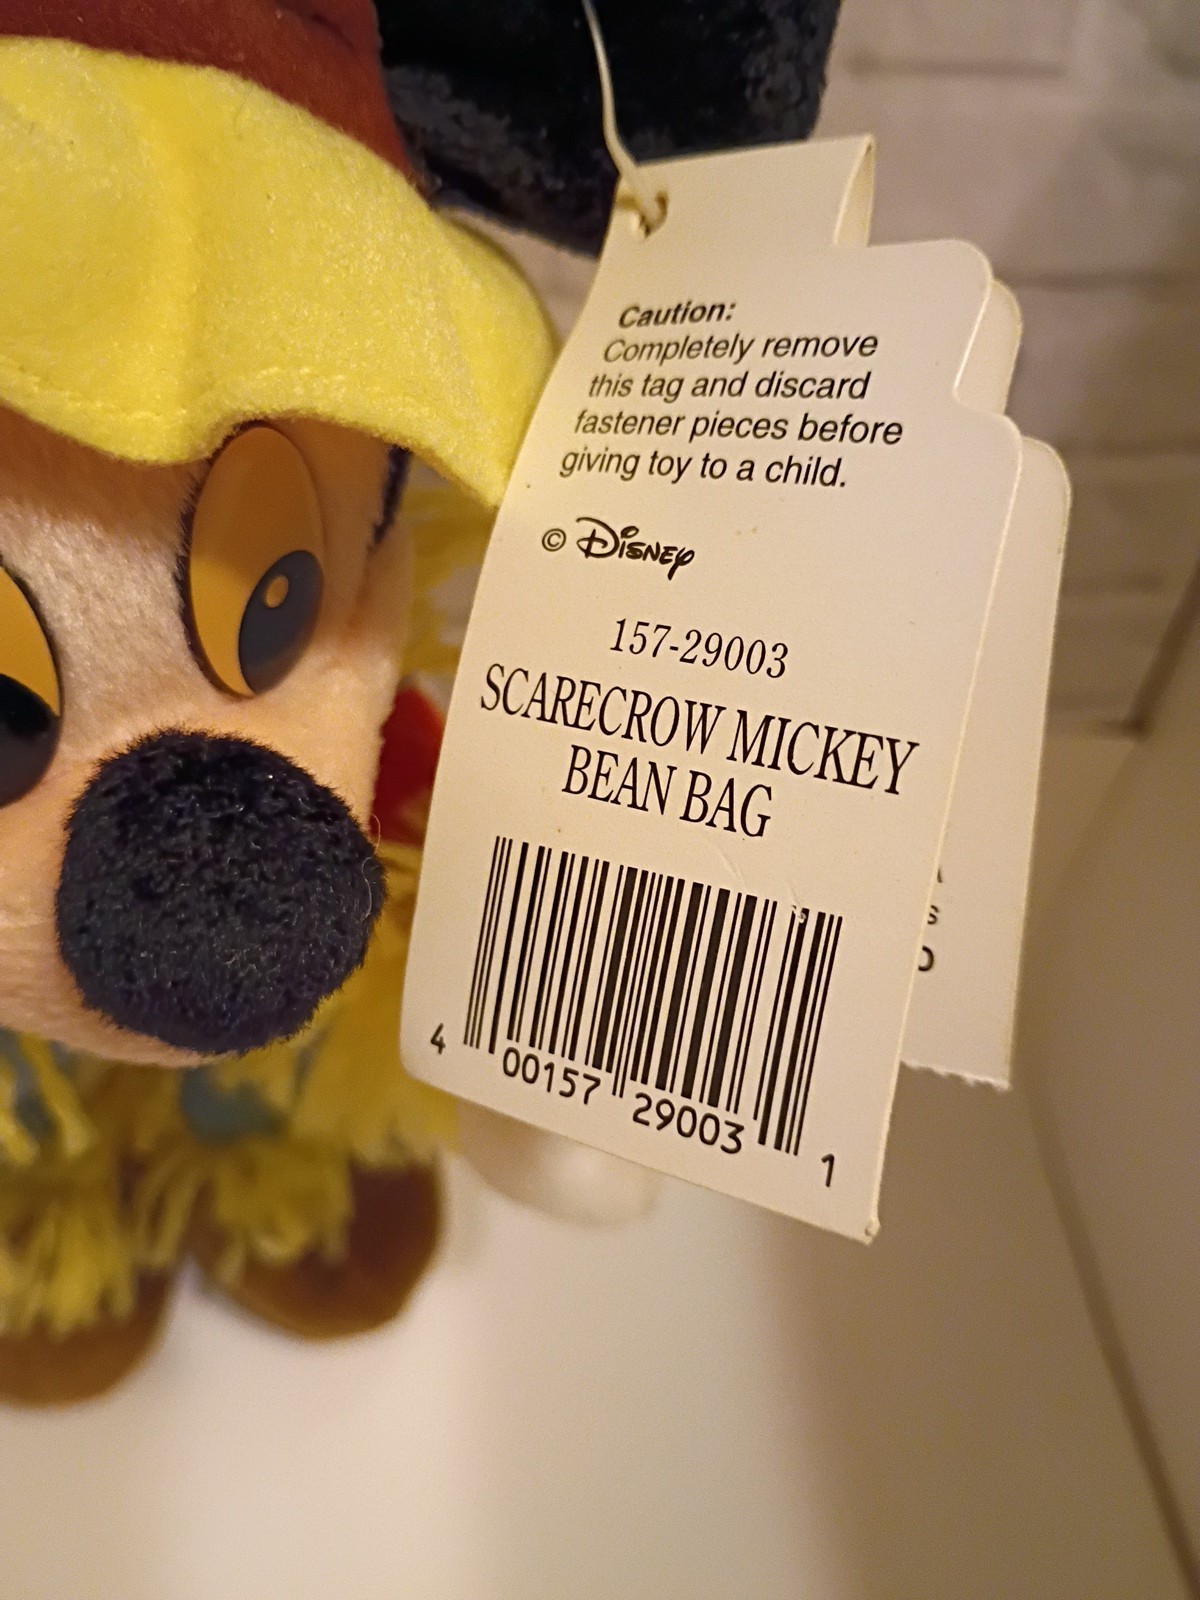 Caution:
Completely remove
this tag and discard
fastener pieces before
giving toy to a child.
© Disney
157-29003
SCARECROW MICKEY
BEAN BAG
4 00157 29003 1